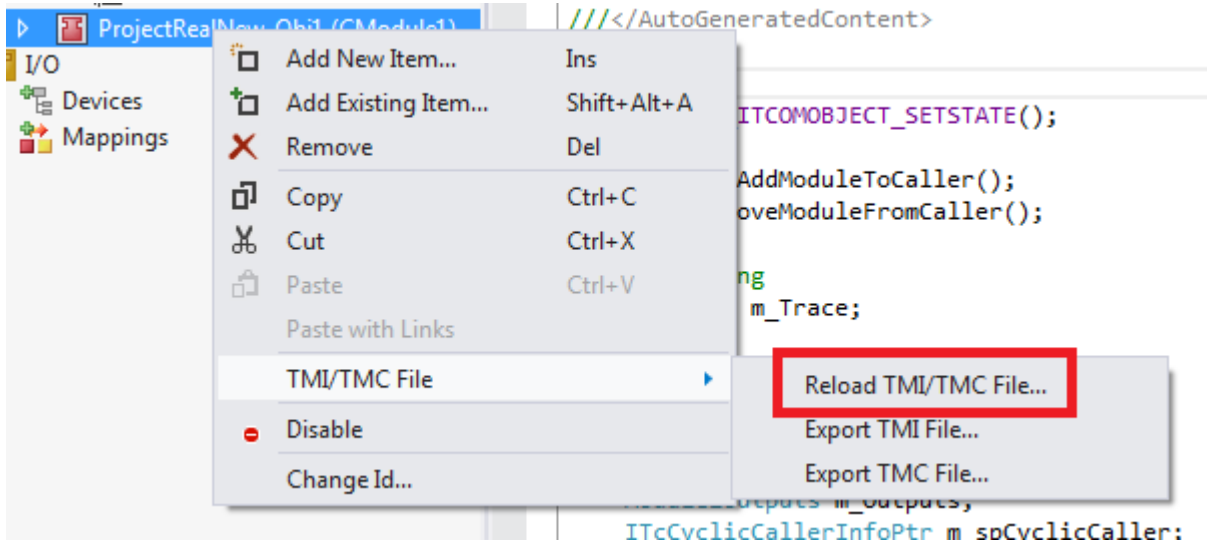 ///</AutoGeneratedContent>
ProjectRealNew_Obj1 (CModule1)
I/O
Devices
Mappings
Add New Item... Ins
Add Existing Item... Shift+Alt+A
Remove Del
Copy Ctrl+C
Cut Ctrl+X
Paste Ctrl+V
Paste with Links
TMI/TMC File
Disable
Change Id...
Reload TMI/TMC File...
Export TMI File...
Export TMC File...
ITCOMOBJECT_SETSTATE();
AddModuleToCaller();
oveModuleFromCaller();
ng
m_Trace;
m_Outputs;
ITcCyclicCallerInfoPtr m_spCyclicCaller;